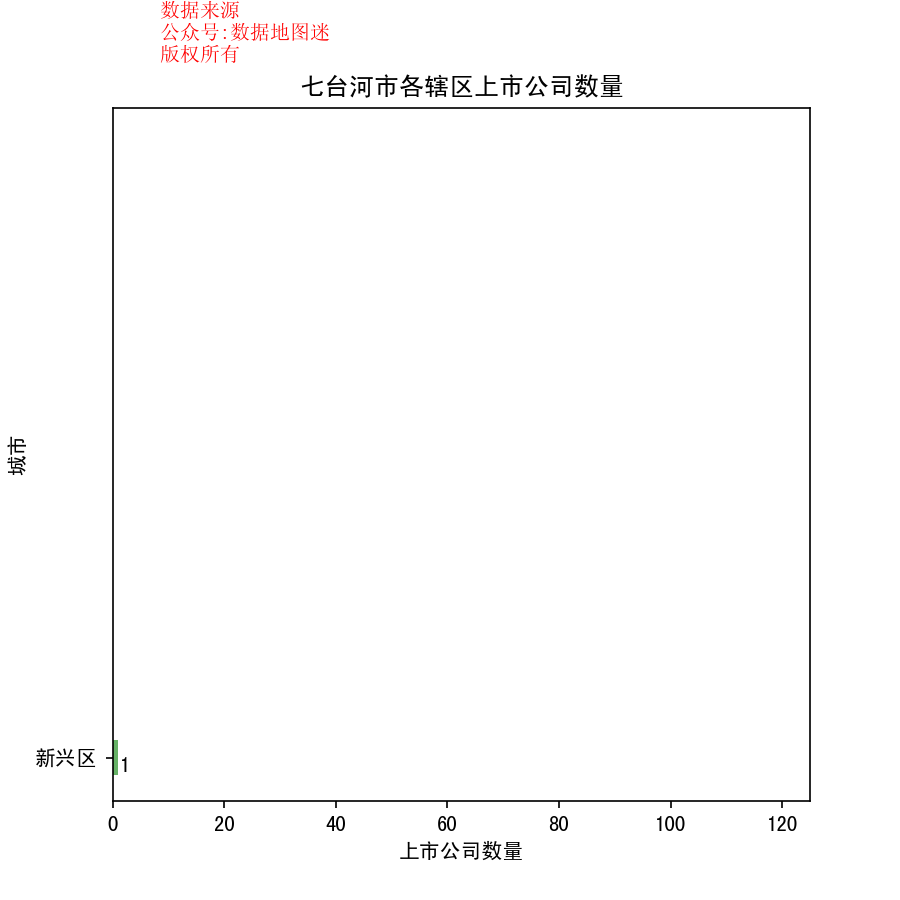 数据来源
公众号:数据地图迷
版权所有
七台河市各辖区上市公司数量
城市
新兴区
1
0 20 40 60 80 100 120
上市公司数量